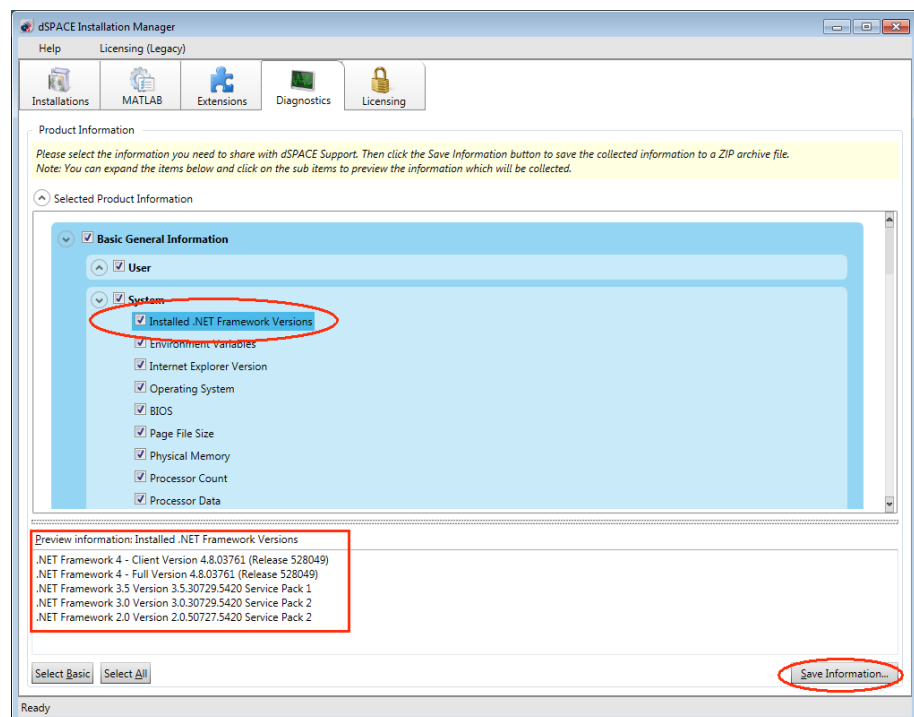 dSPACE Installation Manager
Help Licensing (Legacy)
Installations MATLAB Extensions Diagnostics Licensing
Product Information
Please select the information you need to share with dSPACE Support. Then click the Save Information button to save the collected information to a ZIP archive file.
Note: You can expand the items below and click on the sub items to preview the information which will be collected.
Selected Product Information
Basic General Information
User
System
Installed .NET Framework Versions
Environment Variables
Internet Explorer Version
Operating System
BIOS
Page File Size
Physical Memory
Processor Count
Processor Data
Preview information: Installed .NET Framework Versions
.NET Framework 4 - Client Version 4.8.03761 (Release 528049)
.NET Framework 4 - Full Version 4.8.03761 (Release 528049)
.NET Framework 3.5 Version 3.5.30729.5420 Service Pack 1
.NET Framework 3.0 Version 3.0.30729.5420 Service Pack 2
.NET Framework 2.0 Version 2.0.50727.5420 Service Pack 2
Select Basic Select All Save Information...
Ready